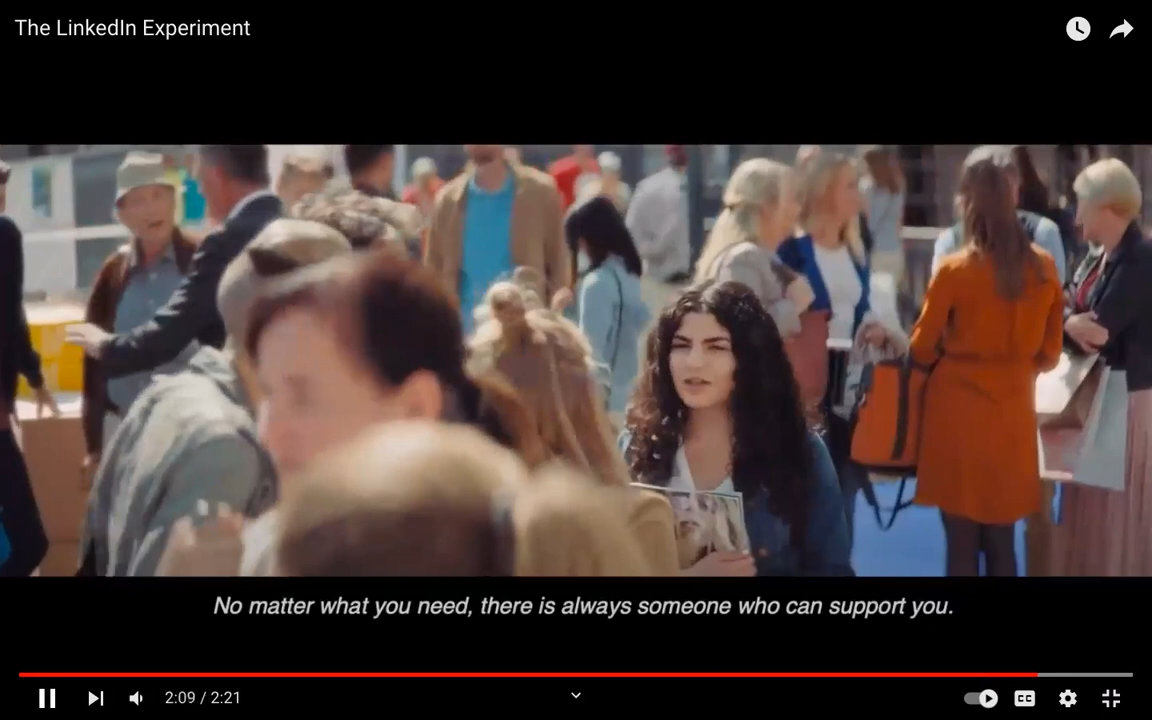 The LinkedIn Experiment
No matter what you need, there is always someone who can support you.
2:09 / 2:21
CC